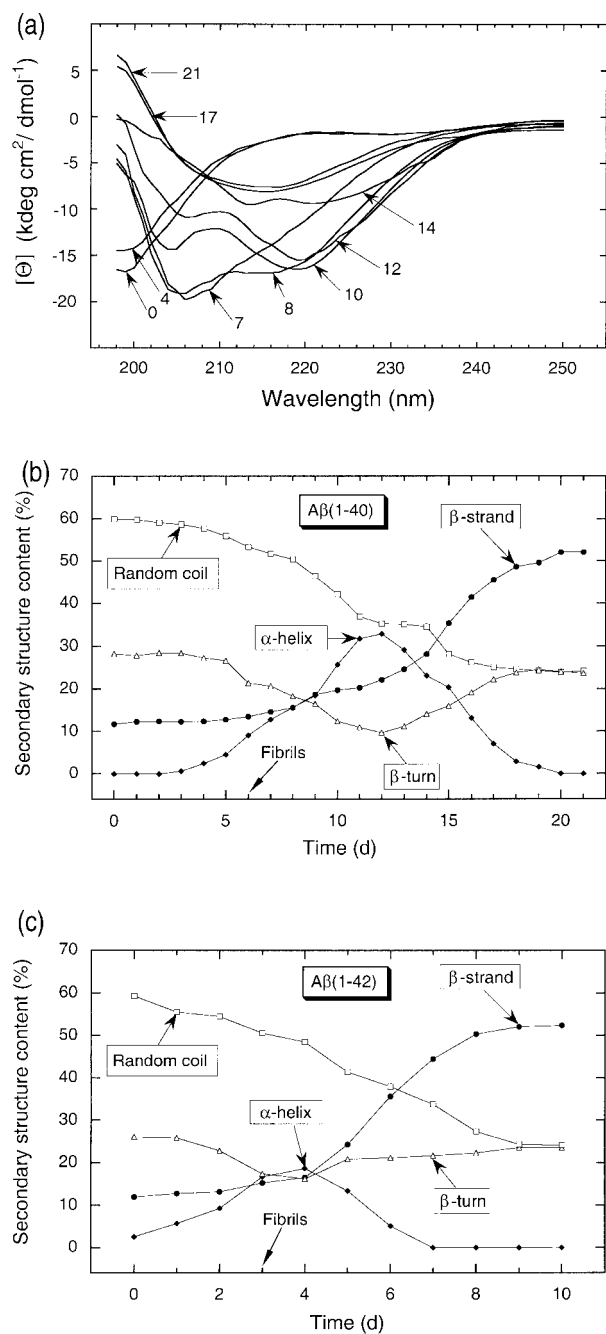 (a)
[Θ] (kdeg cm²/ dmol⁻¹)
5
0
-5
-10
-15
-20
21
17
14
12
10
8
7
4
0
200 210 220 230 240 250
Wavelength (nm)
(b)
Secondary structure content (%)
70
60
50
40
30
20
10
0
Aβ(1-40)
β-strand
Random coil
α-helix
Fibrils
β-turn
0 5 10 15 20
Time (d)
(c)
Secondary structure content (%)
70
60
50
40
30
20
10
0
Aβ(1-42)
β-strand
Random coil
α-helix
β-turn
Fibrils
0 2 4 6 8 10
Time (d)